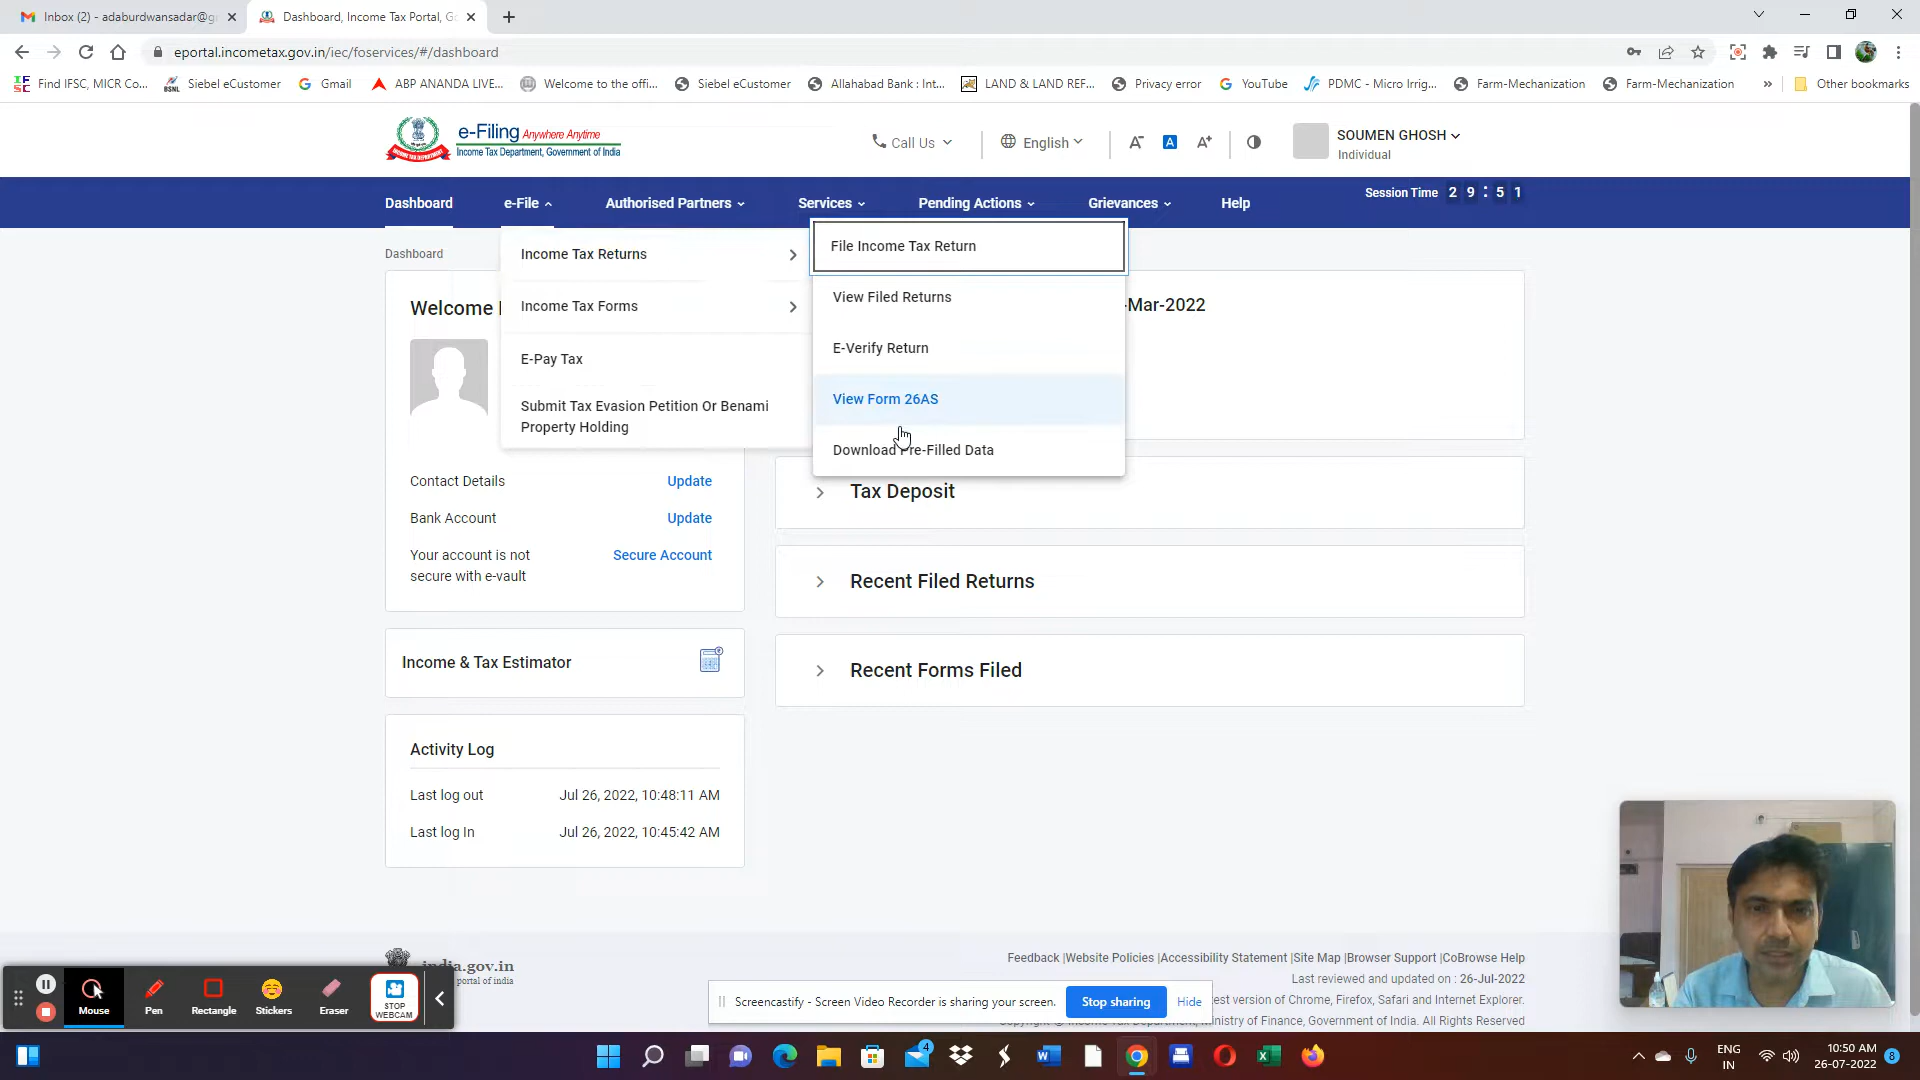 Inbox (2) - adaburdwansadar@g
Dashboard, Income Tax Portal, G
eportal.incometax.gov.in/iec/foservices/#/dashboard
Find IFSC, MICR Co...
Siebel eCustomer
Gmail
ABP ANANDA LIVE...
Welcome to the offi...
Siebel eCustomer
Allahabad Bank : Int...
LAND & LAND REF...
Privacy error
YouTube
PDMC - Micro Irrig...
Farm-Mechanization
Farm-Mechanization
»
Other bookmarks
e-Filing Anywhere Anytime
Income Tax Department, Government of India
Call Us
English
A-
A
A+
SOUMEN GHOSH
Individual
Dashboard
e-File
Authorised Partners
Services
Pending Actions
Grievances
Help
Session Time 2 9 : 5 1
Dashboard
Income Tax Returns
Income Tax Forms
E-Pay Tax
Submit Tax Evasion Petition Or Benami
Property Holding
File Income Tax Return
View Filed Returns
E-Verify Return
View Form 26AS
Download Pre-Filled Data
Welcome
-Mar-2022
Contact Details Update
Bank Account Update
Your account is not
secure with e-vault
Secure Account
Tax Deposit
Recent Filed Returns
Recent Forms Filed
Income & Tax Estimator
Activity Log
Last log out Jul 26, 2022, 10:48:11 AM
Last log In Jul 26, 2022, 10:45:42 AM
india.gov.in
portal of india
Feedback |Website Policies |Accessibility Statement |Site Map |Browser Support |CoBrowse Help
Last reviewed and updated on : 26-Jul-2022
version of Chrome, Firefox, Safari and Internet Explorer.
Copyright © Income Tax Department, Ministry of Finance, Government of India. All Rights Reserved
Mouse
Pen
Rectangle
Stickers
Eraser
STOP
WEBCAM
Screencastify - Screen Video Recorder is sharing your screen.
Stop sharing
Hide
4
ENG
IN
10:50 AM
26-07-2022
8